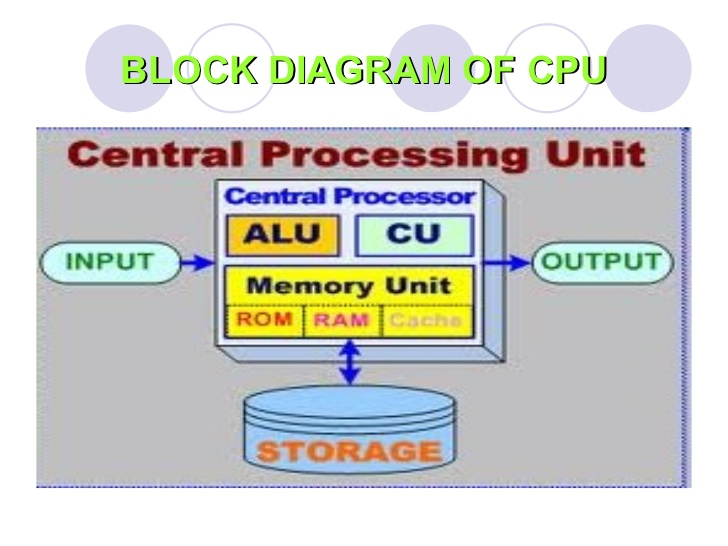 BLOCK DIAGRAM OF CPU
Central Processing Unit
Central Processor
ALU CU
INPUT
OUTPUT
Memory Unit
ROM RAM Cache
STORAGE